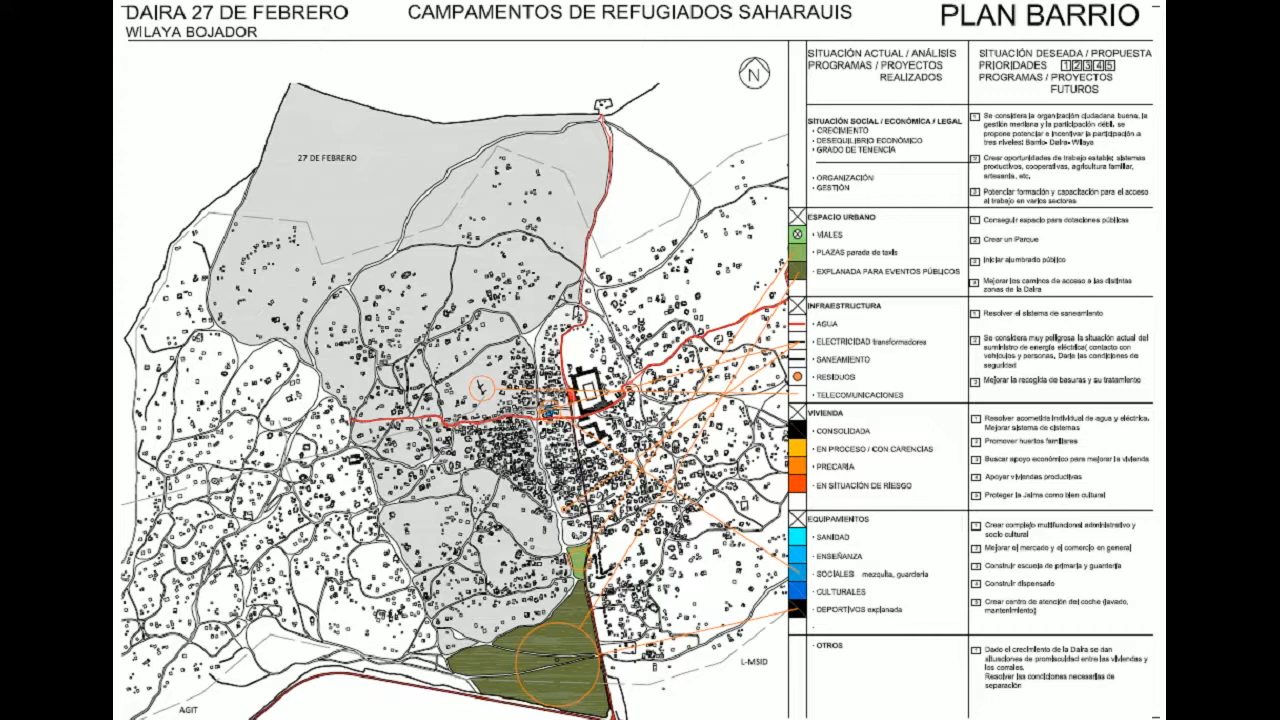 DAIRA 27 DE FEBRERO
WILAYA BOJADOR
CAMPAMENTOS DE REFUGIADOS SAHARAUIS
PLAN BARRIO
N
27 DE FEBRERO
L-MSID
AGIT
SITUACIÓN ACTUAL / ANÁLISIS
PROGRAMAS / PROYECTOS
REALIZADOS
SITUACIÓN DESEADA / PROPUESTA
PRIORIDADES 1 2 3 4 5
PROGRAMAS / PROYECTOS
FUTUROS
SITUACIÓN SOCIAL / ECONÓMICA / LEGAL
· CRECIMIENTO
· DESEQUILIBRIO ECONÓMICO
· GRADO DE TENENCIA
· ORGANIZACIÓN
· GESTIÓN
1 Se considera la organización ciudadana buena, la
gestión mediana y la participación débil, se
propone potenciar e incentivar la participación a
tres niveles: Barrio- Daira- Wilaya
2 Crear oportunidades de trabajo estable: sistemas
productivos, cooperativas, agricultura familiar,
artesanía, etc.
3 Potenciar formación y capacitación para el acceso
al trabajo en varios sectores
ESPACIO URBANO
· VIALES
· PLAZAS parada de taxis
· EXPLANADA PARA EVENTOS PÚBLICOS
1 Conseguir espacio para dotaciones públicas
2 Crear un Parque
3 Iniciar alumbrado público
4 Mejorar los caminos de acceso a las distintas
zonas de la Daira
INFRAESTRUCTURA
· AGUA
· ELECTRICIDAD transformadores
· SANEAMIENTO
· RESIDUOS
· TELECOMUNICACIONES
1 Resolver el sistema de saneamiento
2 Se considera muy peligrosa la situación actual del
suministro de energía eléctrica: contacto con
vehículos y personas. Darle las condiciones de
seguridad
3 Mejorar la recogida de basuras y su tratamiento
VIVIENDA
· CONSOLIDADA
· EN PROCESO / CON CARENCIAS
· PRECARIA
· EN SITUACIÓN DE RIESGO
1 Resolver acometida individual de agua y eléctrica.
Mejorar sistema de cisternas
2 Promover huertos familiares
3 Buscar apoyo económico para mejorar la vivienda
4 Apoyar viviendas productivas
5 Proteger la Jaima como bien cultural
EQUIPAMIENTOS
· SANIDAD
· ENSEÑANZA
· SOCIALES mezquita, guardería
· CULTURALES
· DEPORTIVOS explanada
1 Crear complejo multifuncional administrativo y
socio cultural
2 Mejorar el mercado y el comercio en general
3 Construir escuela de primaria y guardería
4 Construir dispensario
5 Crear centro de atención del coche (lavado,
mantenimiento)
· OTROS
1 Dado el crecimiento de la Daira se dan
situaciones de promiscuidad entre las viviendas y
los corrales.
Resolver las condiciones necesarias de
separación